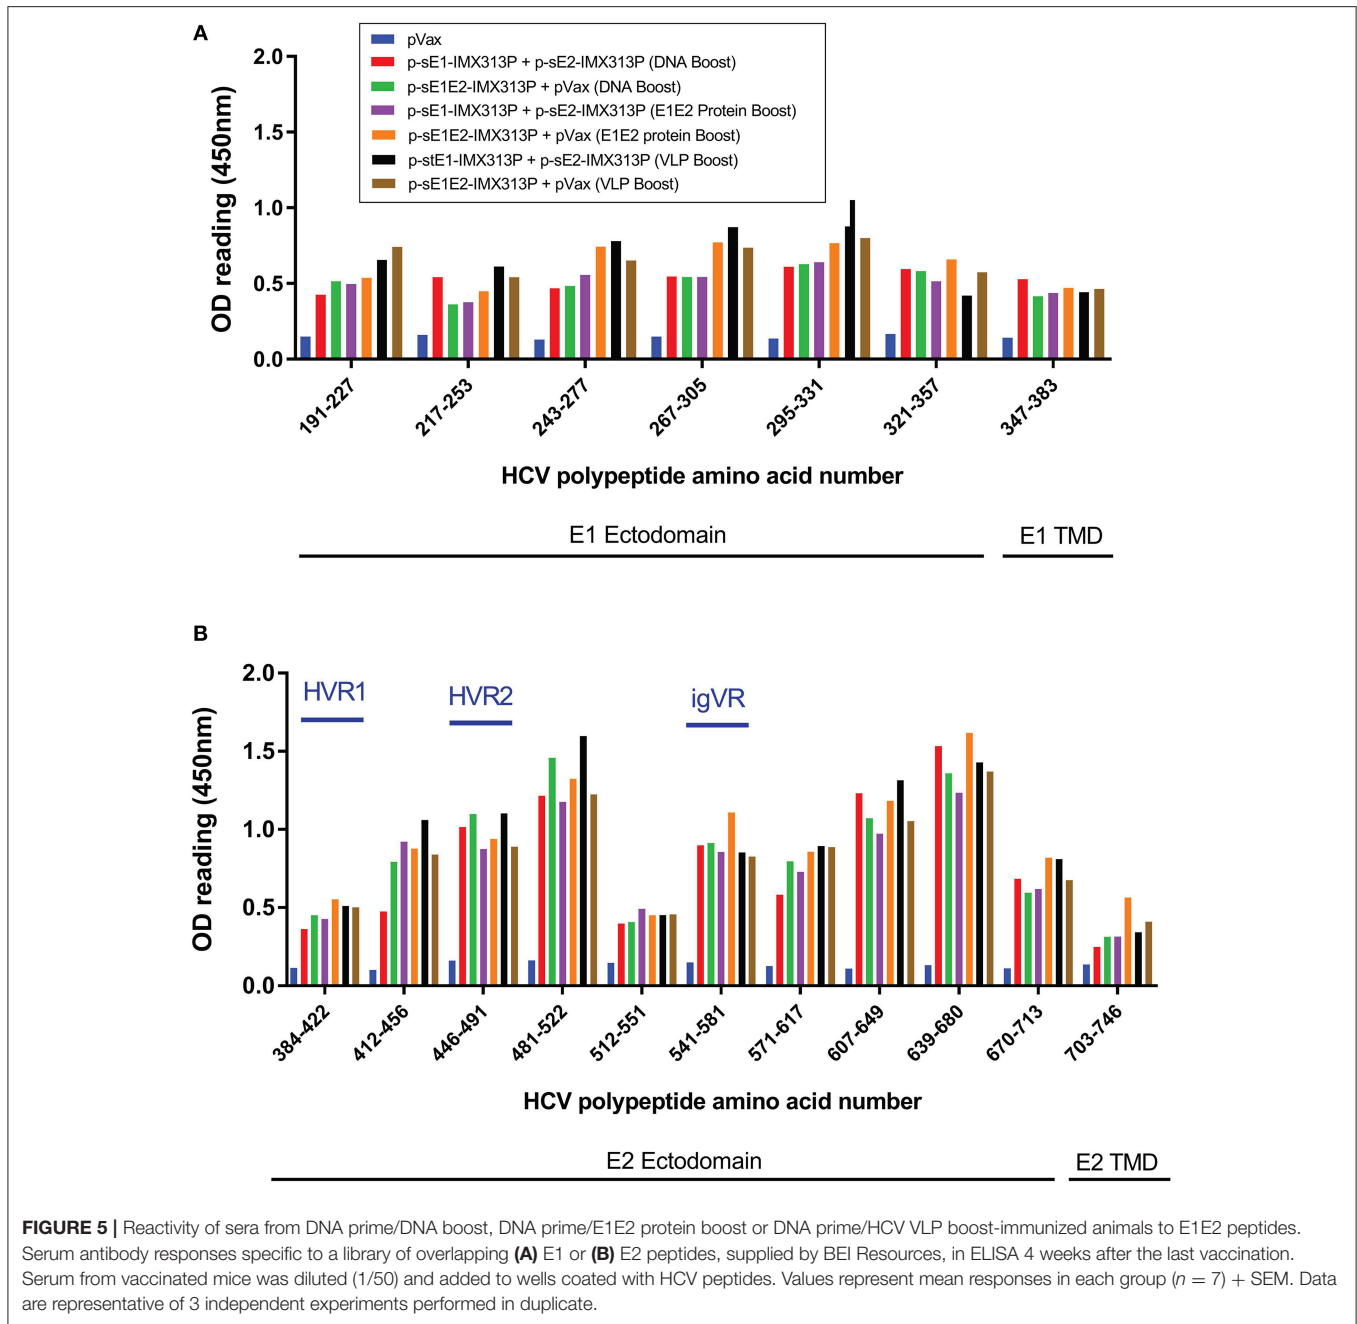 A
pVax
p-sE1-IMX313P + p-sE2-IMX313P (DNA Boost)
p-sE1E2-IMX313P + pVax (DNA Boost)
p-sE1-IMX313P + p-sE2-IMX313P (E1E2 Protein Boost)
p-sE1E2-IMX313P + pVax (E1E2 protein Boost)
p-stE1-IMX313P + p-sE2-IMX313P (VLP Boost)
p-sE1E2-IMX313P + pVax (VLP Boost)
OD reading (450nm)
2.0
1.5
1.0
0.5
0.0
191-227
217-253
243-277
267-305
295-331
321-357
347-383
HCV polypeptide amino acid number
E1 Ectodomain
E1 TMD
B
HVR1
HVR2
igVR
OD reading (450nm)
2.0
1.5
1.0
0.5
0.0
384-422
412-456
446-491
481-522
512-551
541-581
571-617
607-649
639-680
670-713
703-746
HCV polypeptide amino acid number
E2 Ectodomain
E2 TMD
FIGURE 5 | Reactivity of sera from DNA prime/DNA boost, DNA prime/E1E2 protein boost or DNA prime/HCV VLP boost-immunized animals to E1E2 peptides.
Serum antibody responses specific to a library of overlapping (A) E1 or (B) E2 peptides, supplied by BEI Resources, in ELISA 4 weeks after the last vaccination.
Serum from vaccinated mice was diluted (1/50) and added to wells coated with HCV peptides. Values represent mean responses in each group (n = 7) + SEM. Data
are representative of 3 independent experiments performed in duplicate.